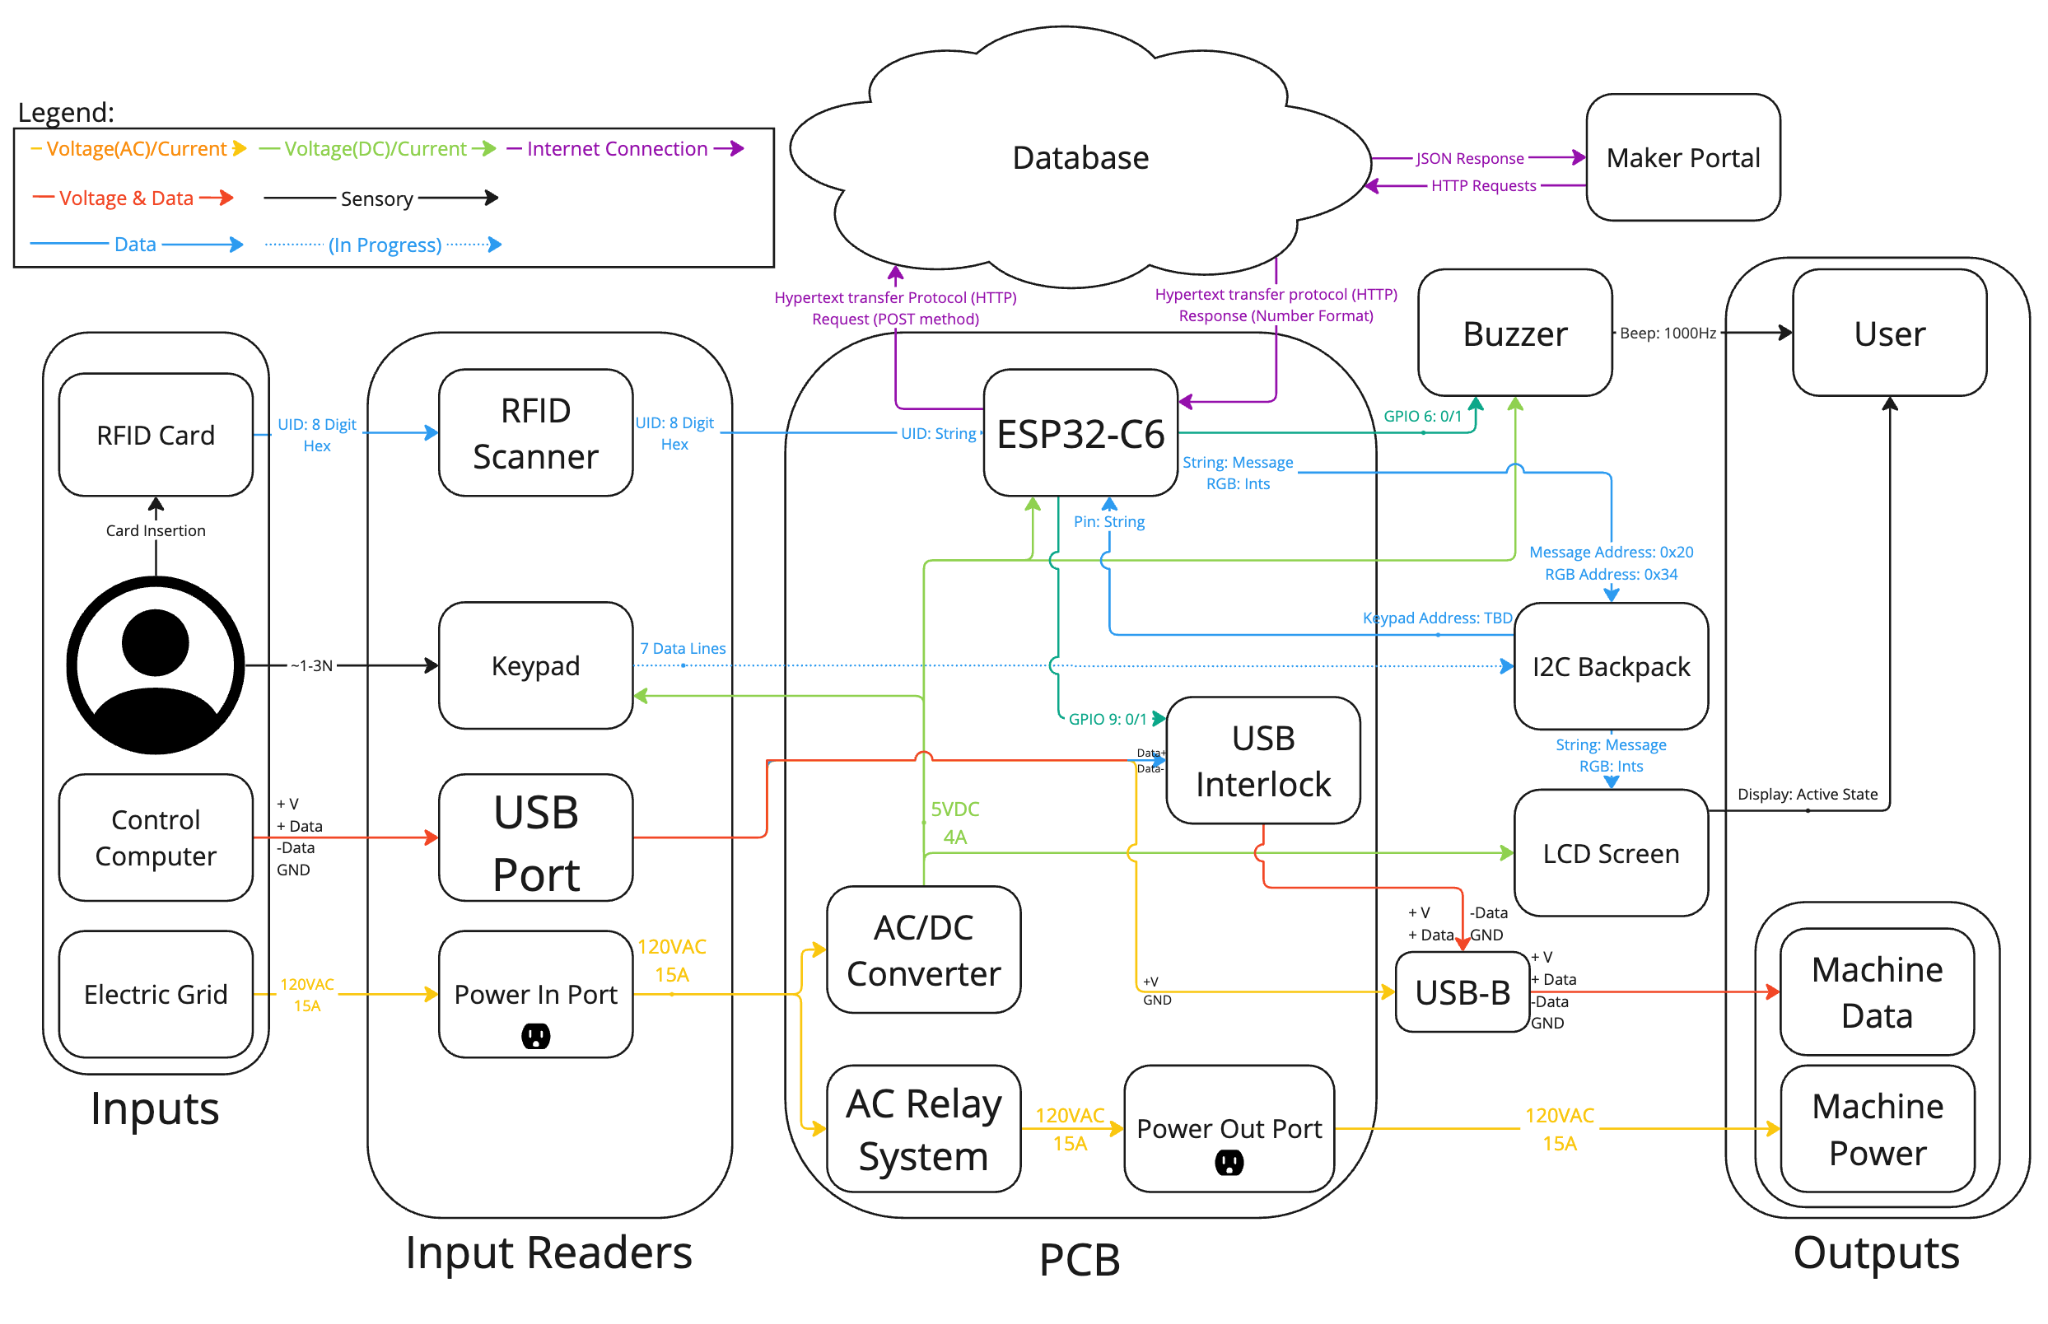 Legend:
Voltage(AC)/Current
Voltage(DC)/Current
Internet Connection
Voltage & Data
Sensory
Data
(In Progress)
Database
JSON Response
HTTP Requests
Maker Portal
Hypertext transfer Protocol (HTTP)
Request (POST method)
Hypertext transfer protocol (HTTP)
Response (Number Format)
RFID Card
UID: 8 Digit
Hex
RFID
Scanner
UID: 8 Digit
Hex
UID: String
ESP32-C6
GPIO 6: 0/1
Buzzer
Beep: 1000Hz
User
String: Message
RGB: Ints
Card Insertion
Pin: String
Message Address: 0x20
RGB Address: 0x34
~1-3N
Keypad
7 Data Lines
Keypad Address: TBD
I2C Backpack
GPIO 9: 0/1
USB
Interlock
Data+
Data-
String: Message
RGB: Ints
Control
Computer
+ V
+ Data
-Data
GND
USB
Port
5VDC
4A
Display: Active State
LCD Screen
Electric Grid
120VAC
15A
Power In Port
120VAC
15A
AC/DC
Converter
+V
GND
+ V
+ Data
-Data
GND
USB-B
+ V
+ Data
-Data
GND
Machine
Data
AC Relay
System
120VAC
15A
Power Out Port
120VAC
15A
Machine
Power
Inputs
Input Readers
PCB
Outputs